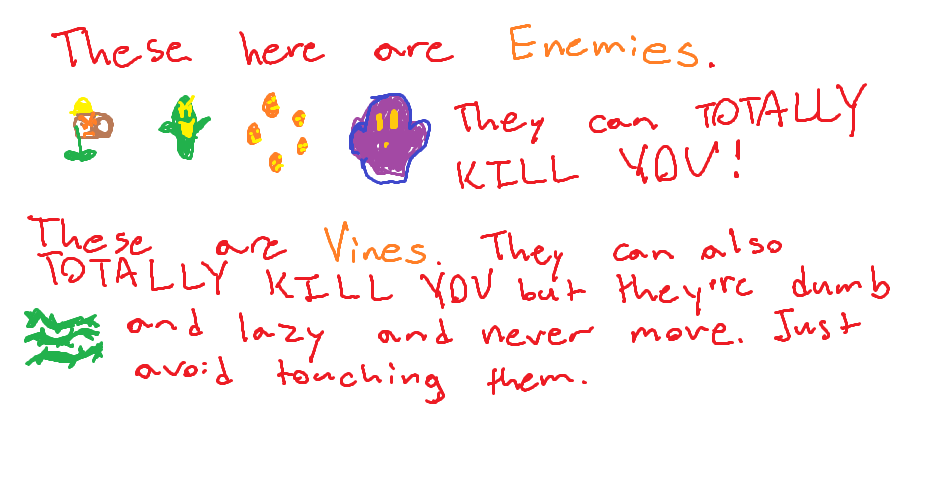 These here are Enemies.
They can TOTALLY
KILL YOU!
These are Vines. They can also
TOTALLY KILL YOU but they're dumb
and lazy and never move. Just
avoid touching them.